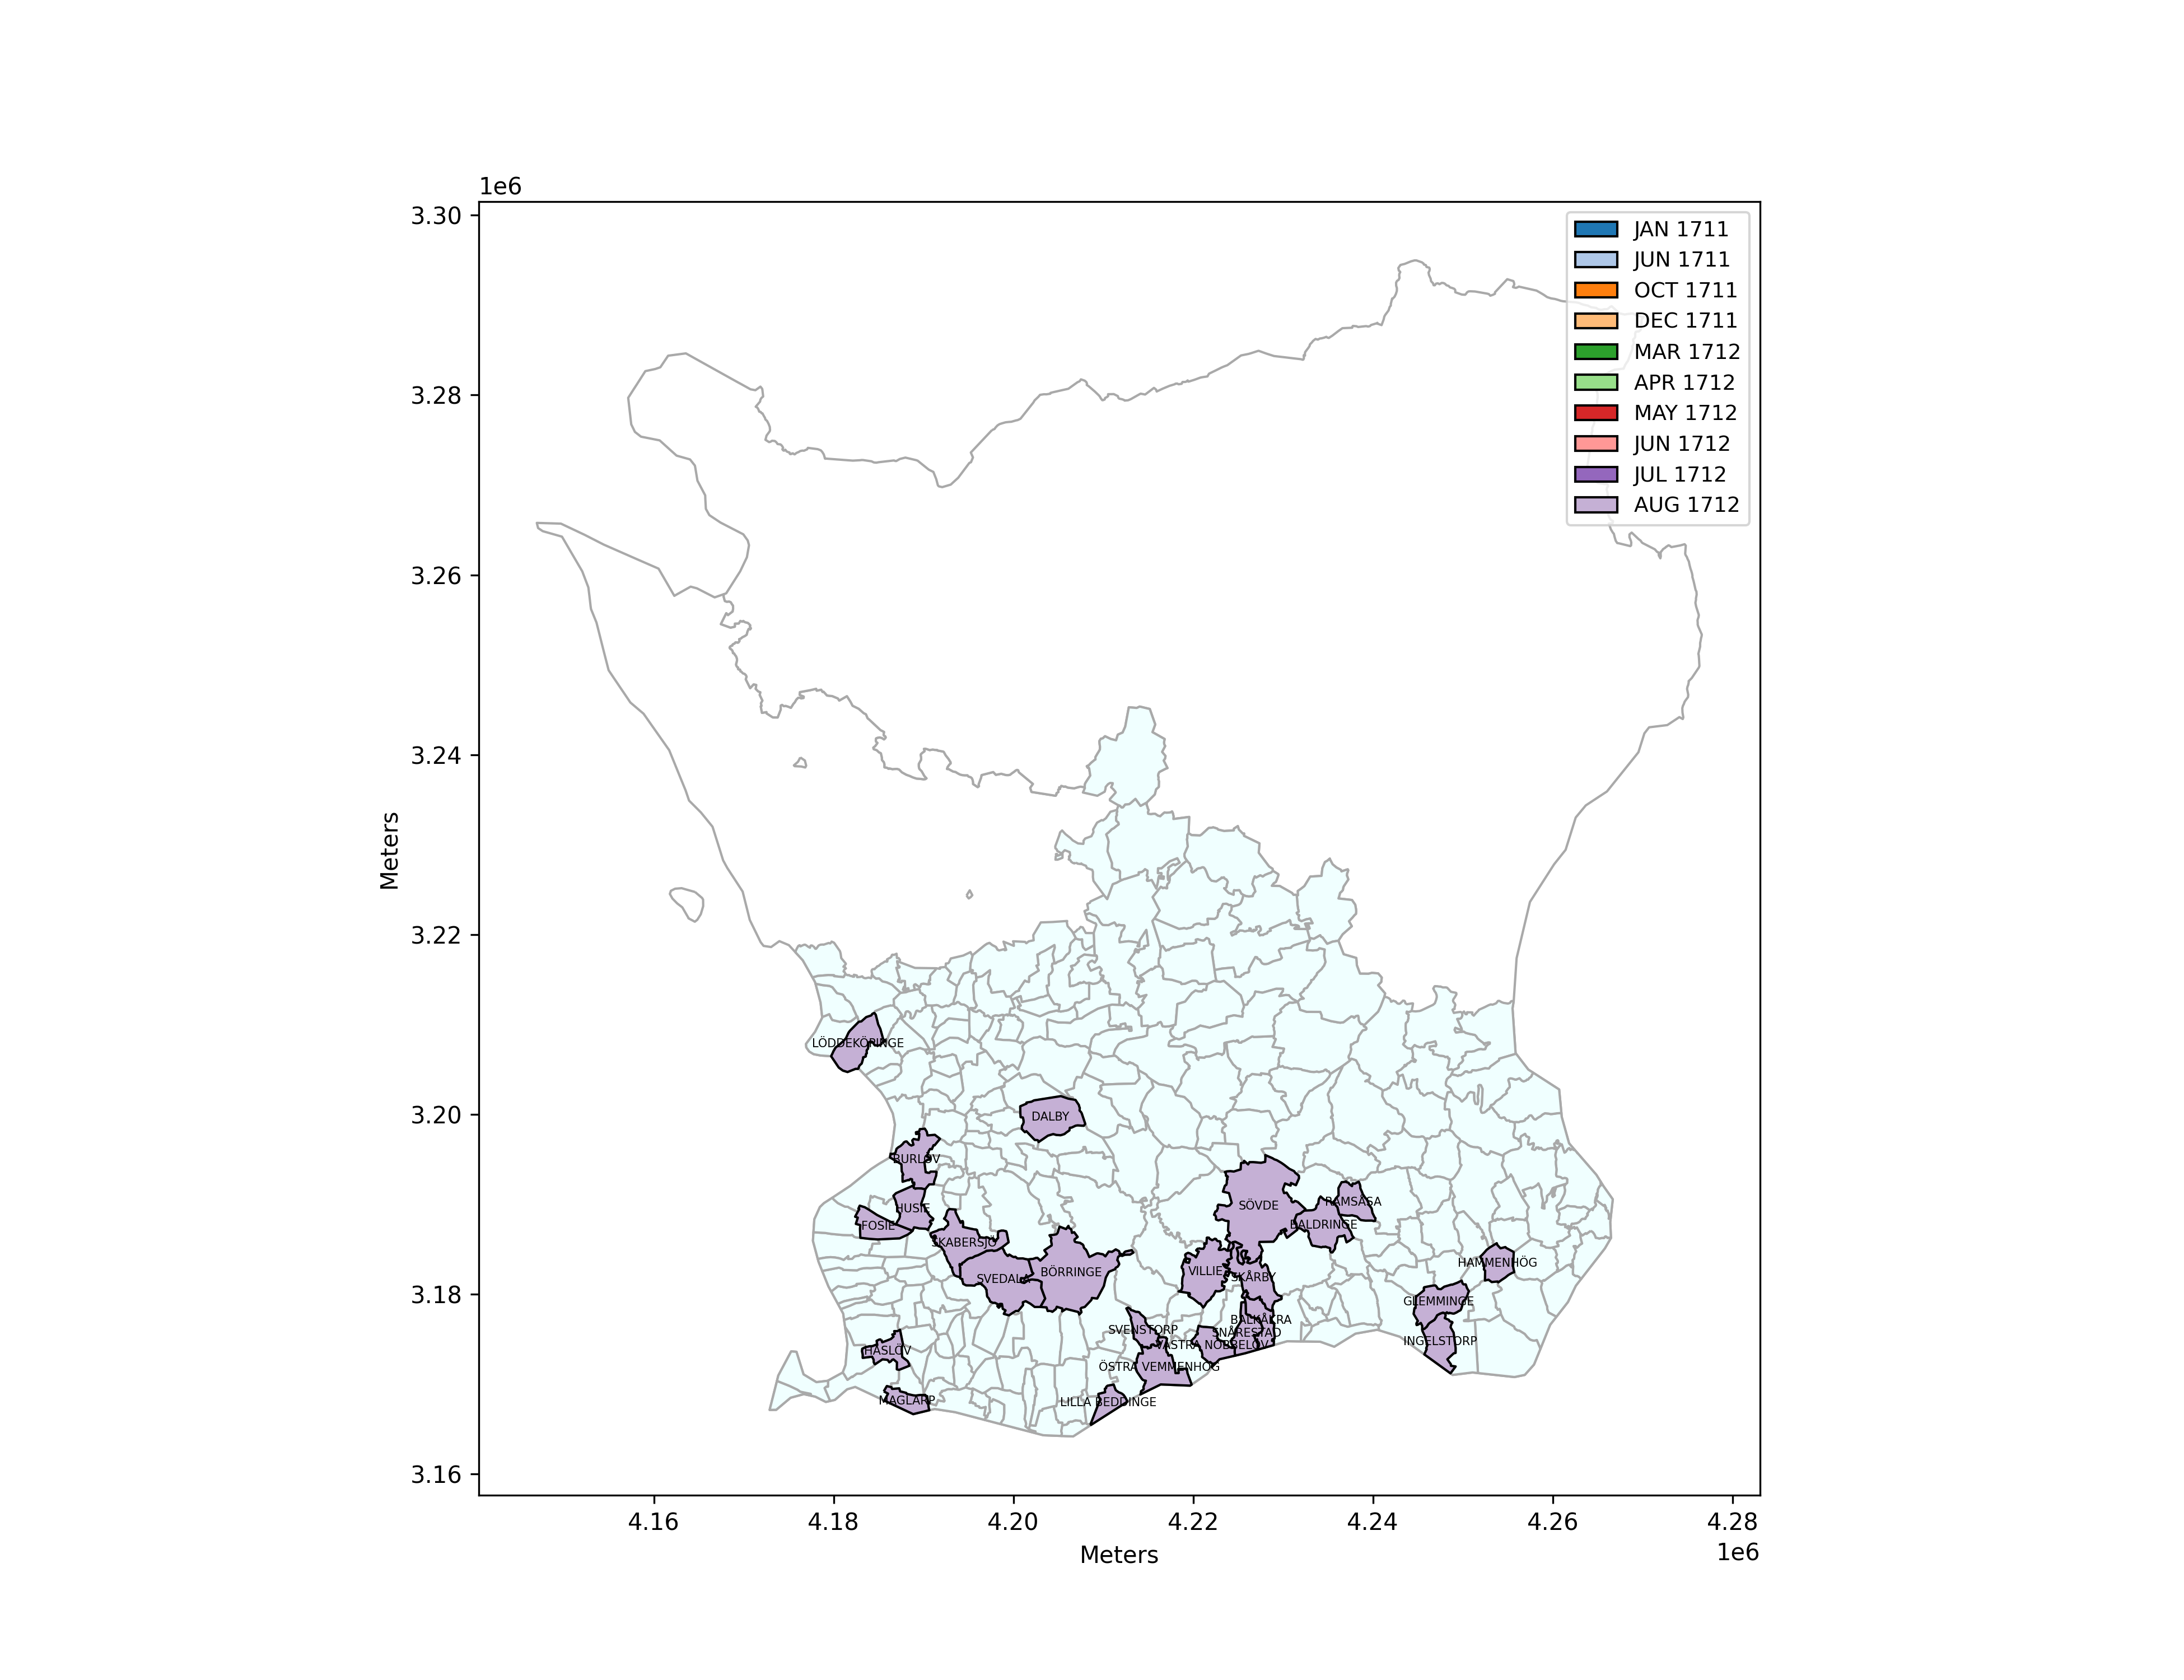 1e6
3.30
3.28
3.26
3.24
3.22
3.20
3.18
3.16
Meters
JAN 1711
JUN 1711
OCT 1711
DEC 1711
MAR 1712
APR 1712
MAY 1712
JUN 1712
JUL 1712
AUG 1712
LÖDDEKÖPINGE
DALBY
BURLÖV
RAMSÅSA
SÖVDE
HUSIE
FOSIE
BALDRINGE
SKABERSJÖ
HAMMENHÖG
BÖRRINGE
VILLIE
SVEDALA
SKÅRBY
GLEMMINGE
BALKÅKRA
SVENSTORP
SNÅRESTAD
INGELSTORP
VÄSTRA NÖBBELÖV
HÅSLÖV
ÖSTRA VEMMENHÖG
MAGLARP
LILLA BEDDINGE
4.16
4.18
4.20
4.22
4.24
4.26
4.28
1e6
Meters